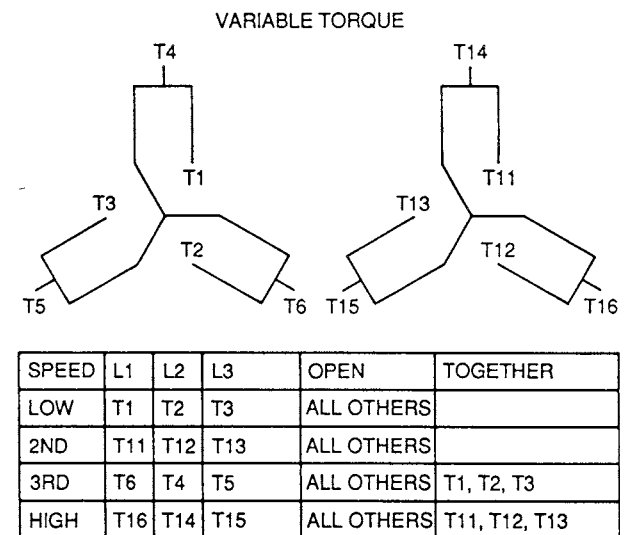 VARIABLE TORQUE
T4 T14
T1 T11
T3 T13
T2 T12
T5 T6 T15 T16
SPEED L1 L2 L3 OPEN TOGETHER
LOW T1 T2 T3 ALL OTHERS
2ND T11 T12 T13 ALL OTHERS
3RD T6 T4 T5 ALL OTHERS T1, T2, T3
HIGH T16 T14 T15 ALL OTHERS T11, T12, T13